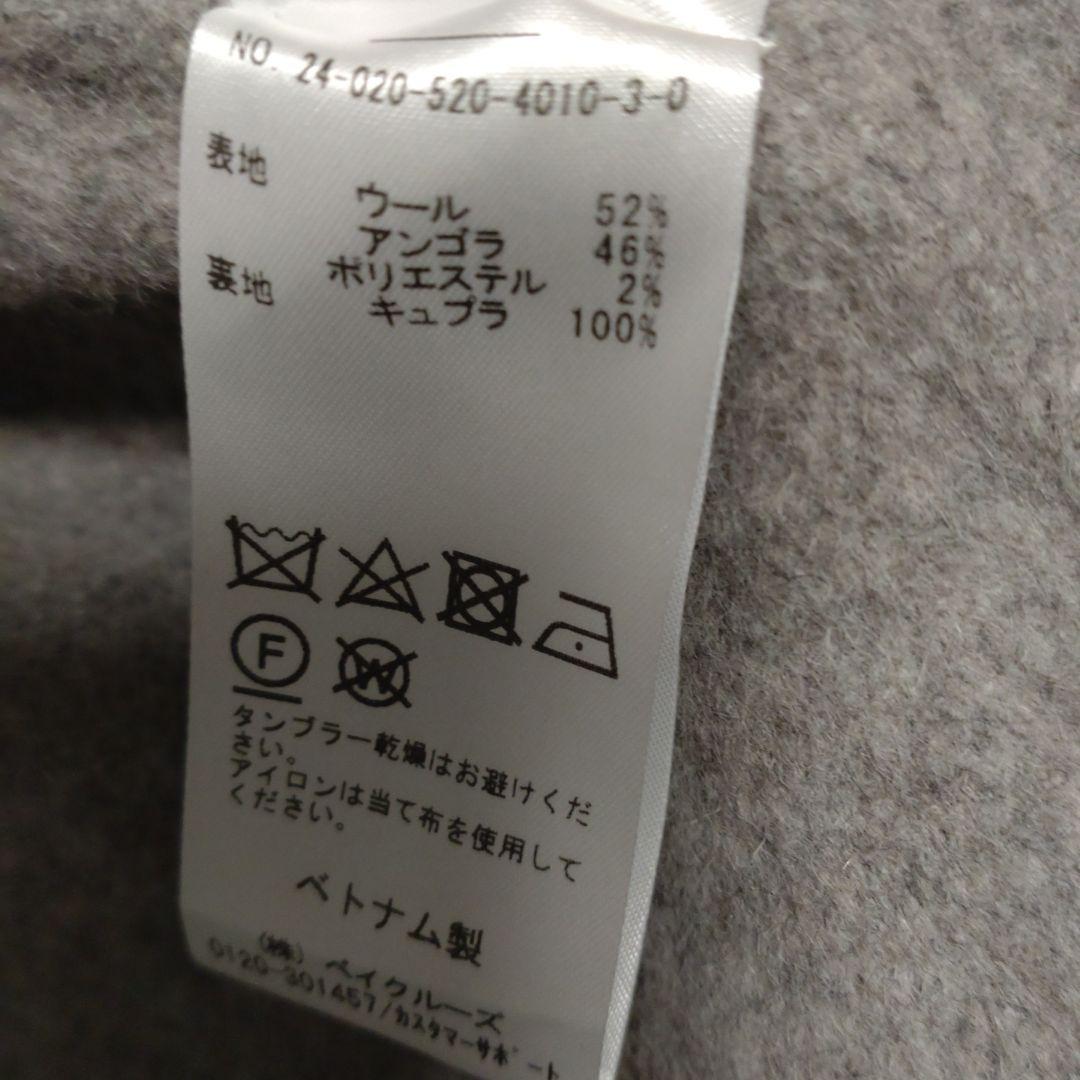 NO. 24-020-520-4010-3-0
表地
ウール 52%
アンゴラ 46%
ポリエステル 2%
裏地
キュプラ 100%
F
W
タンブラー乾燥はお避けくだ
さい。
アイロンは当て布を使用して
ください。
ベトナム製
(株) ベイクルーズ
0120-301457/カスタマーサポート